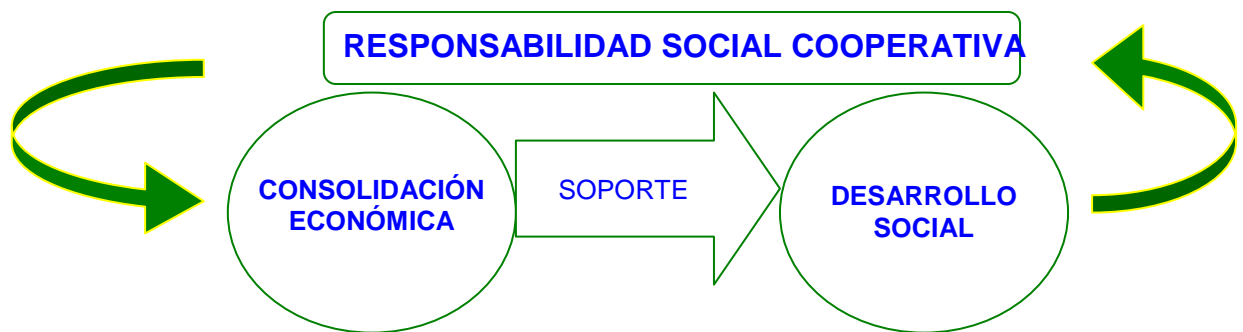 RESPONSABILIDAD SOCIAL COOPERATIVA
CONSOLIDACIÓN
ECONÓMICA
SOPORTE
DESARROLLO
SOCIAL